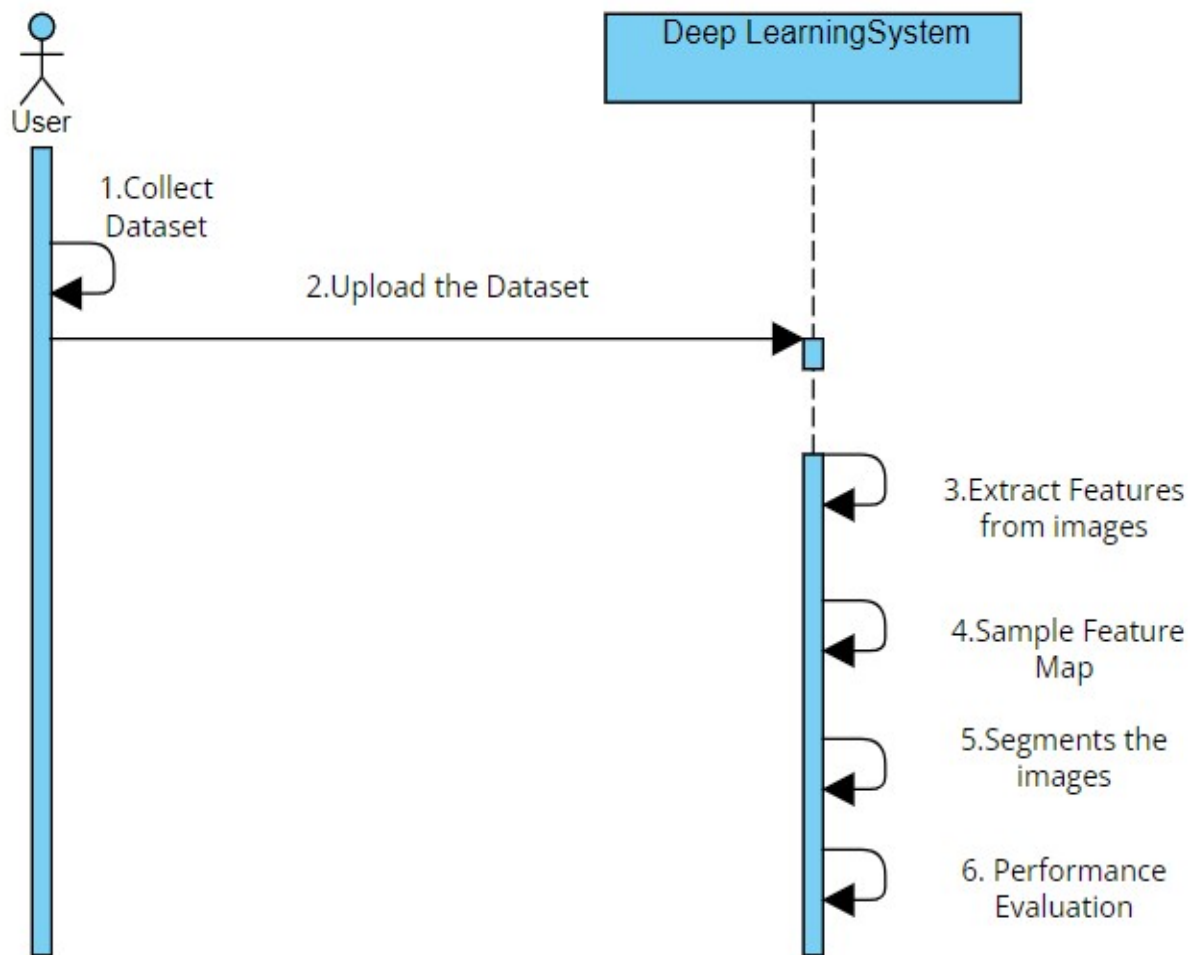 Deep LearningSystem
User
1.Collect
Dataset
2.Upload the Dataset
3.Extract Features
from images
4.Sample Feature
Map
5.Segments the
images
6. Performance
Evaluation